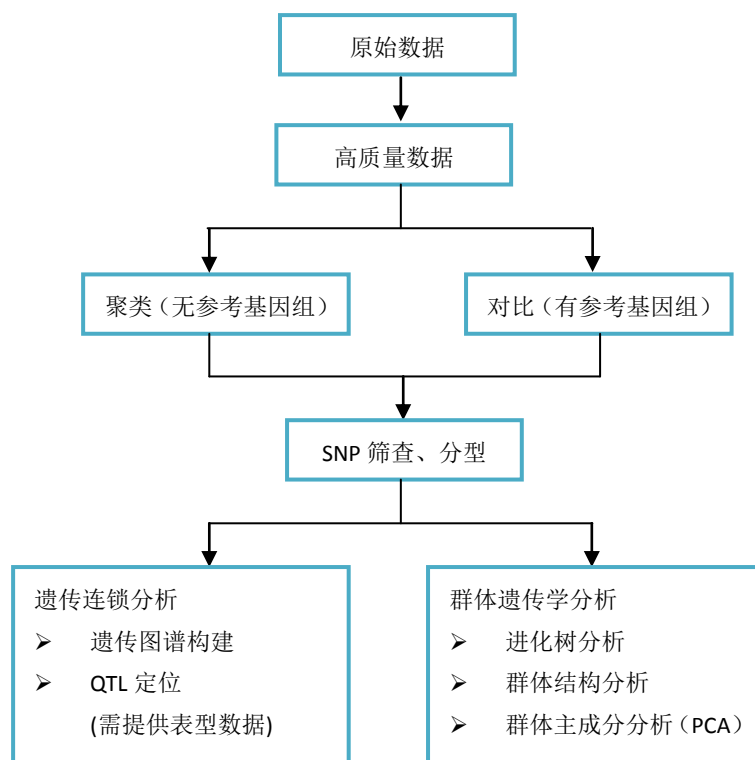 原始数据
高质量数据
聚类（无参考基因组）
对比（有参考基因组）
SNP 筛查、分型
遗传连锁分析
➢ 遗传图谱构建
➢ QTL 定位
(需提供表型数据)
群体遗传学分析
➢ 进化树分析
➢ 群体结构分析
➢ 群体主成分分析（PCA）